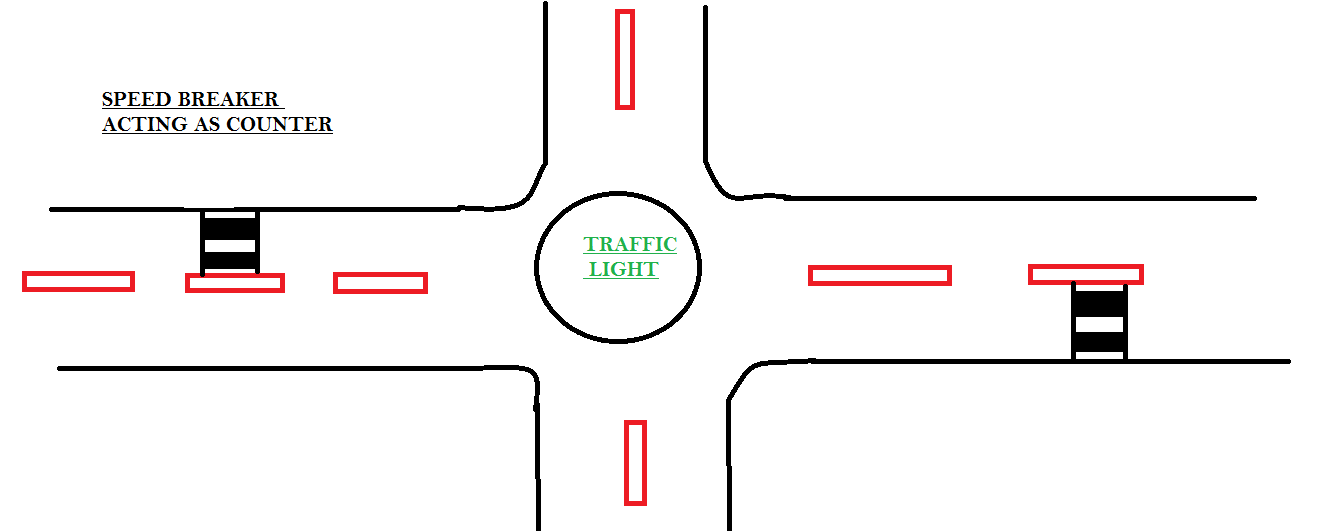 SPEED BREAKER
ACTING AS COUNTER
TRAFFIC
LIGHT